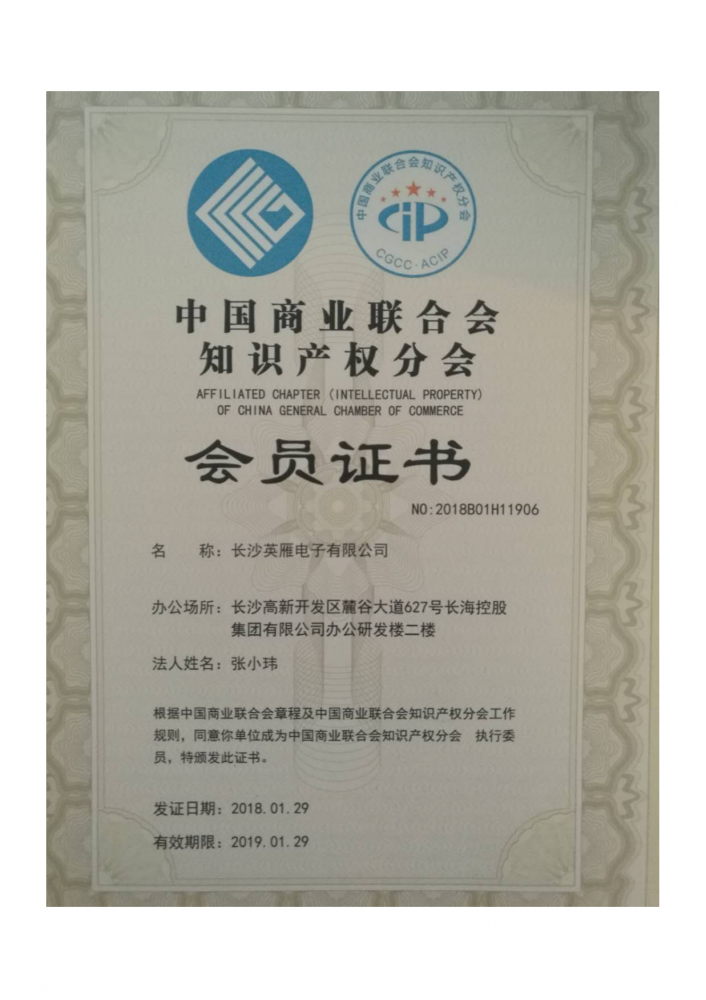 中国商业联合会知识产权分会
CIP
CGCC·ACIP
中国商业联合会
知识产权分会
AFFILIATED CHAPTER (INTELLECTUAL PROPERTY)
OF CHINA GENERAL CHAMBER OF COMMERCE
会员证书
NO:2018B01H11906
名 称：长沙英雁电子有限公司
办公场所：长沙高新开发区麓谷大道627号长海控股
集团有限公司办公研发楼二楼
法人姓名：张小玮
根据中国商业联合会章程及中国商业联合会知识产权分会工作
规则，同意你单位成为中国商业联合会知识产权分会 执行委
员，特颁发此证书。
发证日期：2018.01.29
有效期限：2019.01.29